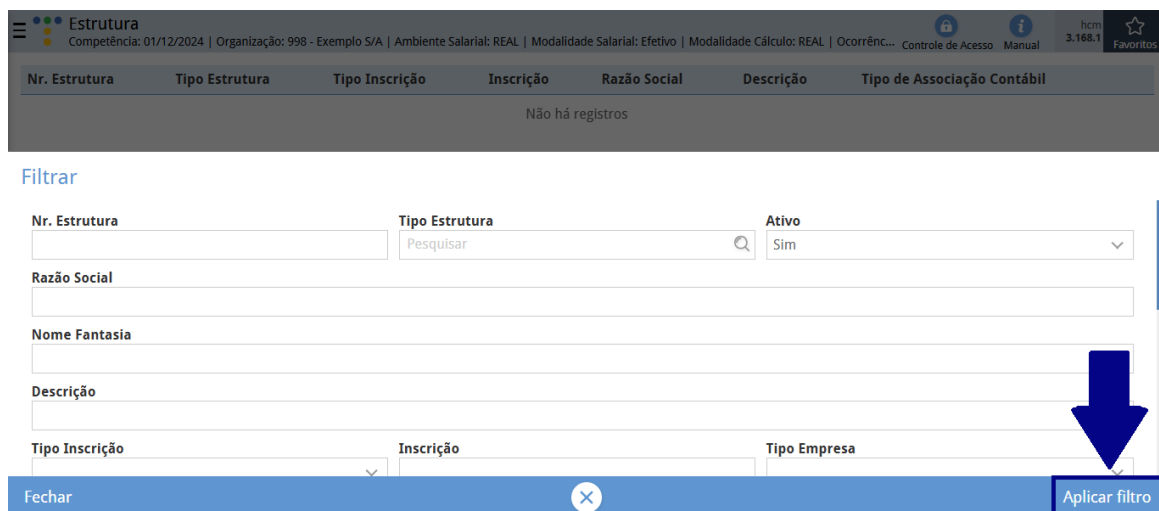 Estrutura
Competência: 01/12/2024 | Organização: 998 - Exemplo S/A | Ambiente Salarial: REAL | Modalidade Salarial: Efetivo | Modalidade Cálculo: REAL | Ocorrênc...
Controle de Acesso
Manual
hcm
3.168.1
Favoritos
Nr. Estrutura Tipo Estrutura Tipo Inscrição Inscrição Razão Social Descrição Tipo de Associação Contábil
Não há registros
Filtrar
Nr. Estrutura Tipo Estrutura Ativo
Pesquisar Sim
Razão Social
Nome Fantasia
Descrição
Tipo Inscrição Inscrição Tipo Empresa
Fechar Aplicar filtro